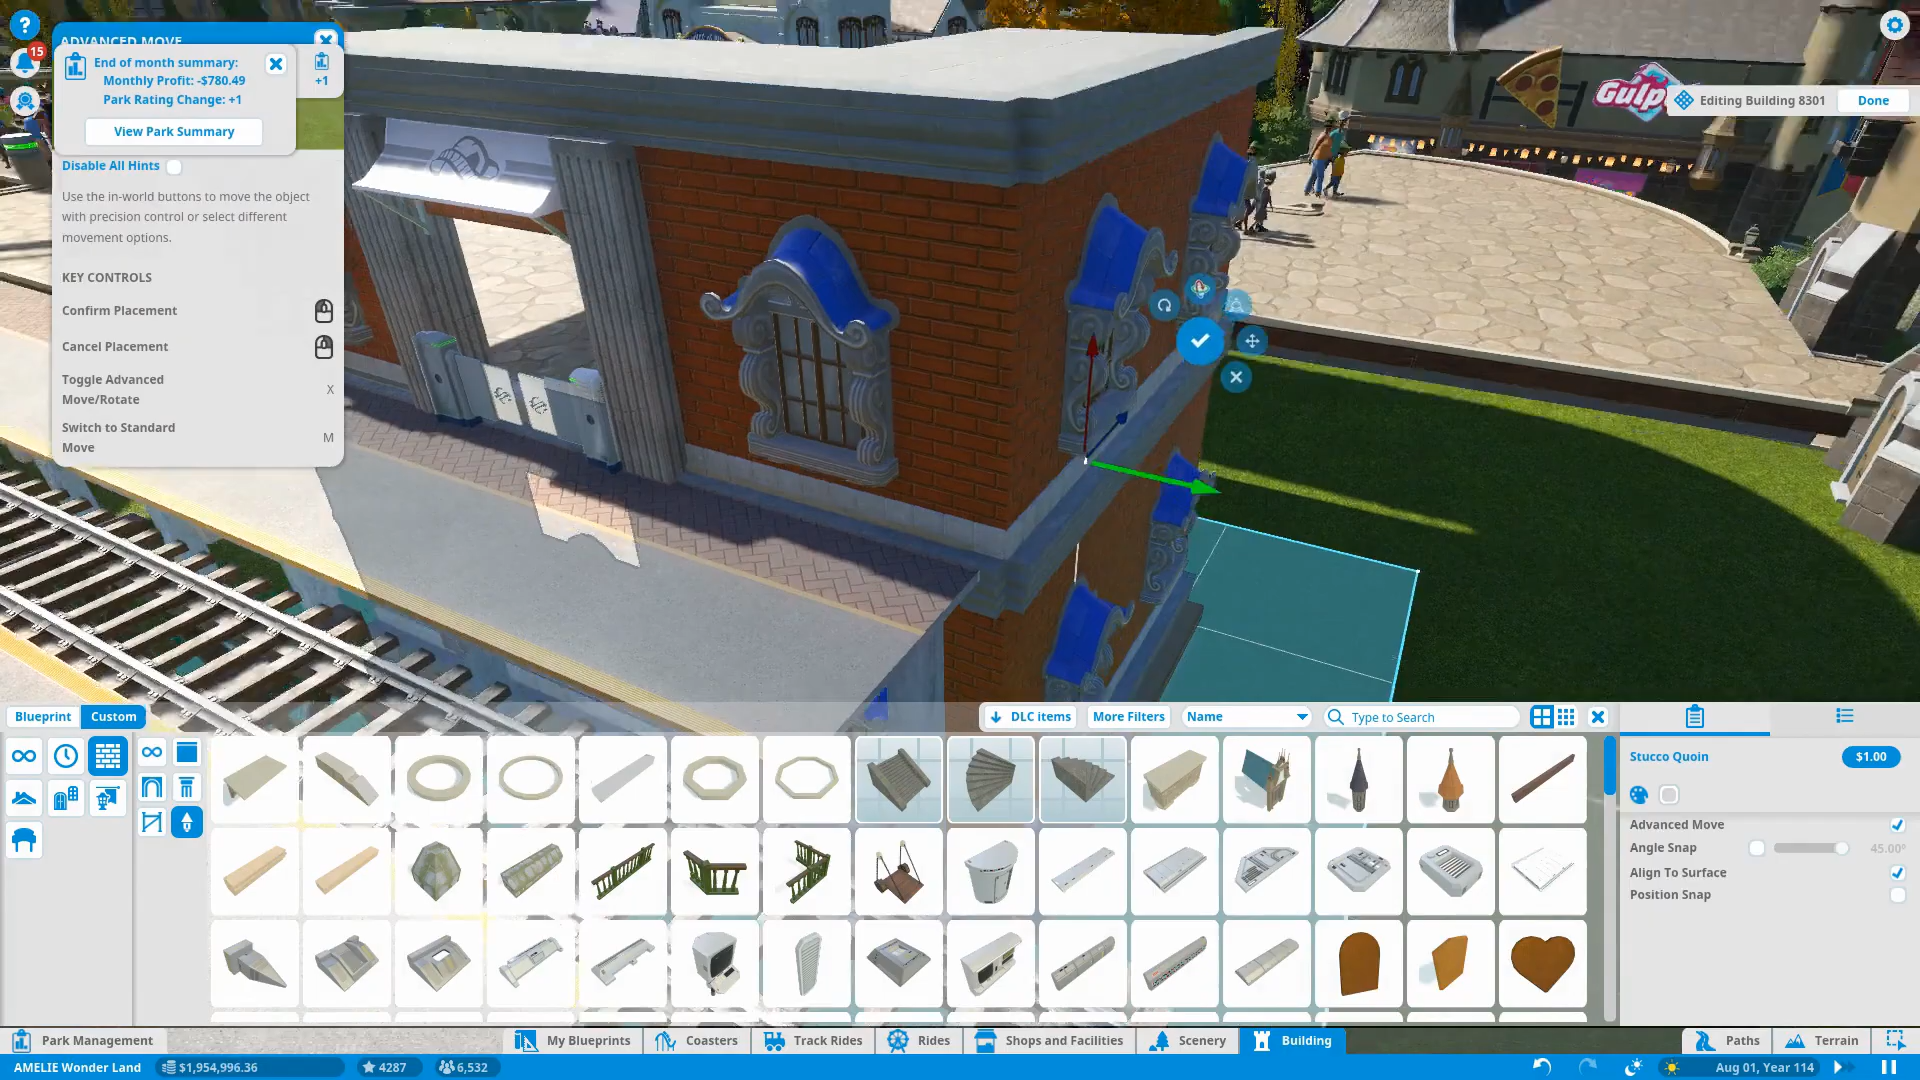 ?
15
ADVANCED MOVE
End of month summary:
Monthly Profit: -$780.49
Park Rating Change: +1
View Park Summary
+1
Disable All Hints
Use the in-world buttons to move the object
with precision control or select different
movement options.
KEY CONTROLS
Confirm Placement
Cancel Placement
Toggle Advanced
Move/Rotate
X
Switch to Standard
Move
M
Gulp
Editing Building 8301
Done
Blueprint
Custom
DLC items
More Filters
Name
Type to Search
Stucco Quoin
$1.00
Advanced Move
Angle Snap
45.00°
Align To Surface
Position Snap
Park Management
My Blueprints
Coasters
Track Rides
Rides
Shops and Facilities
Scenery
Building
Paths
Terrain
AMELIE Wonder Land
$1,954,996.36
4287
6,532
Aug 01, Year 114